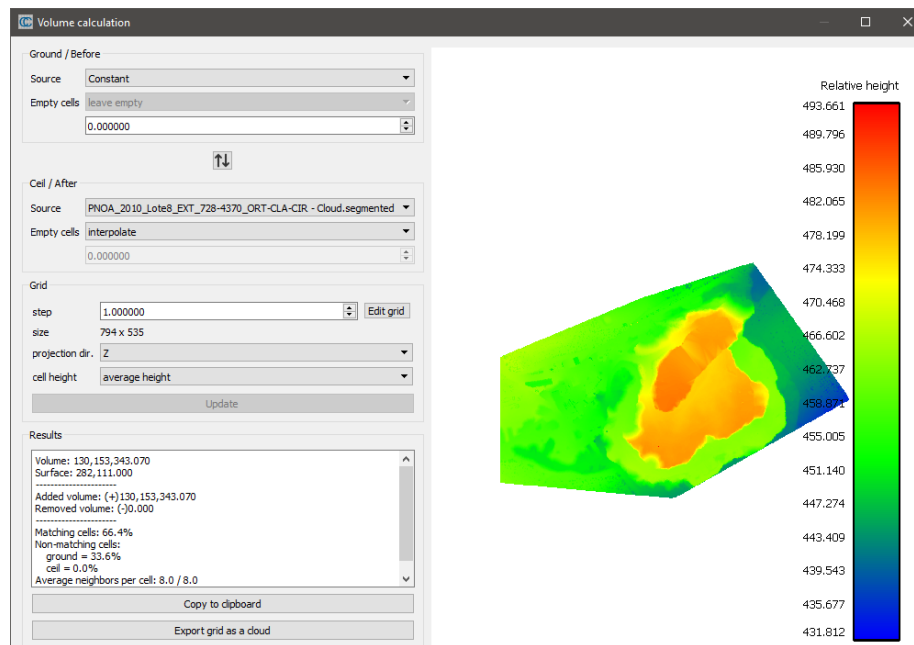 Volume calculation
Ground / Before
Source Constant
Empty cells leave empty
0.000000
Ceil / After
Source PNOA_2010_Lote8_EXT_728-4370_ORT-CLA-CIR - Cloud.segmented
Empty cells interpolate
0.000000
Grid
step 1.000000 Edit grid
size 794 x 535
projection dir. Z
cell height average height
Update
Results
Volume: 130,153,343.070
Surface: 282,111.000
----------------------
Added volume: (+)130,153,343.070
Removed volume: (-)0.000
----------------------
Matching cells: 66.4%
Non-matching cells:
ground = 33.6%
ceil = 0.0%
Average neighbors per cell: 8.0 / 8.0
Copy to clipboard
Export grid as a cloud
Relative height
493.661
489.796
485.930
482.065
478.199
474.333
470.468
466.602
462.737
458.871
455.005
451.140
447.274
443.409
439.543
435.677
431.812